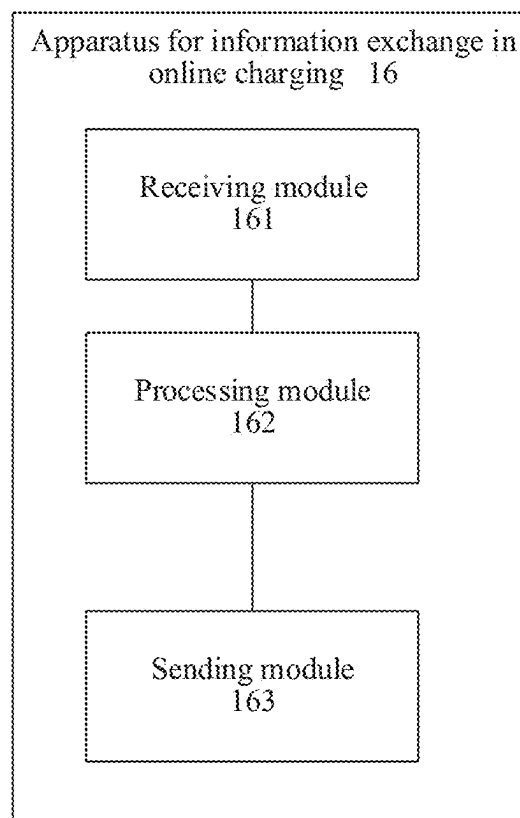 Apparatus for information exchange in
online charging 16
Receiving module
161
Processing module
162
Sending module
163